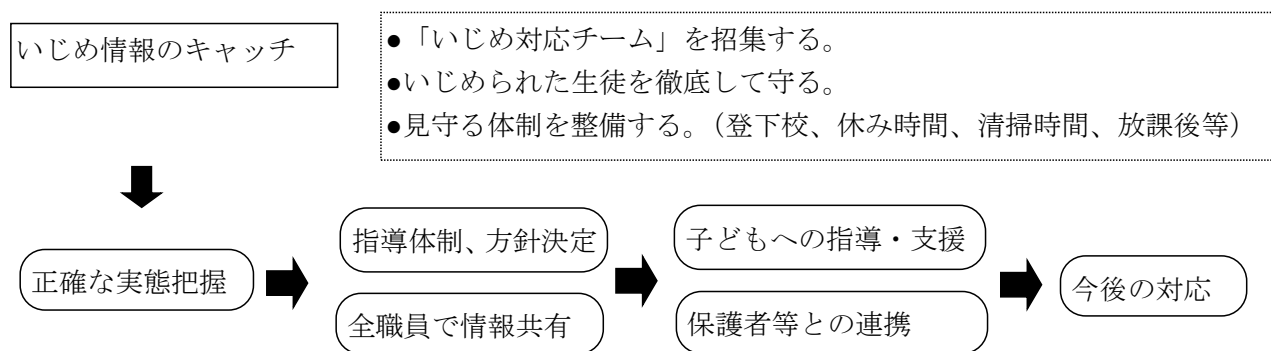 いじめ情報のキャッチ
●「いじめ対応チーム」を招集する。
●いじめられた生徒を徹底して守る。
●見守る体制を整備する。（登下校、休み時間、清掃時間、放課後等）
正確な実態把握
指導体制、方針決定
全職員で情報共有
子どもへの指導・支援
保護者等との連携
今後の対応